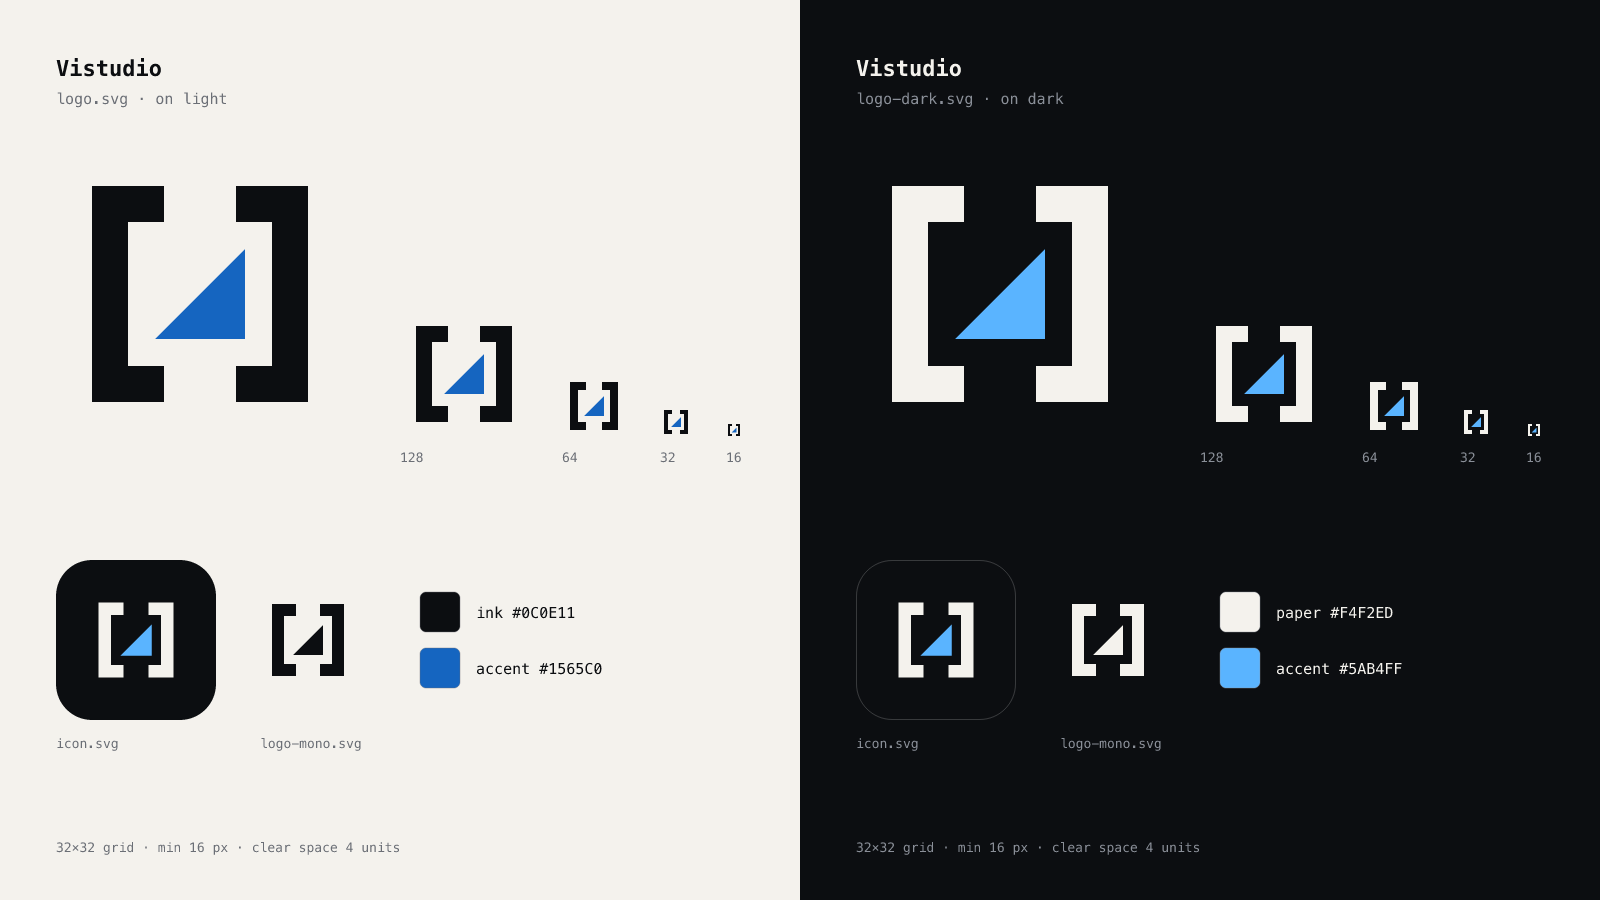 Vistudio
logo.svg · on light
128
64
32
16
ink #0C0E11
accent #1565C0
icon.svg
logo-mono.svg
32×32 grid · min 16 px · clear space 4 units
Vistudio
logo-dark.svg · on dark
128
64
32
16
paper #F4F2ED
accent #5AB4FF
icon.svg
logo-mono.svg
32×32 grid · min 16 px · clear space 4 units